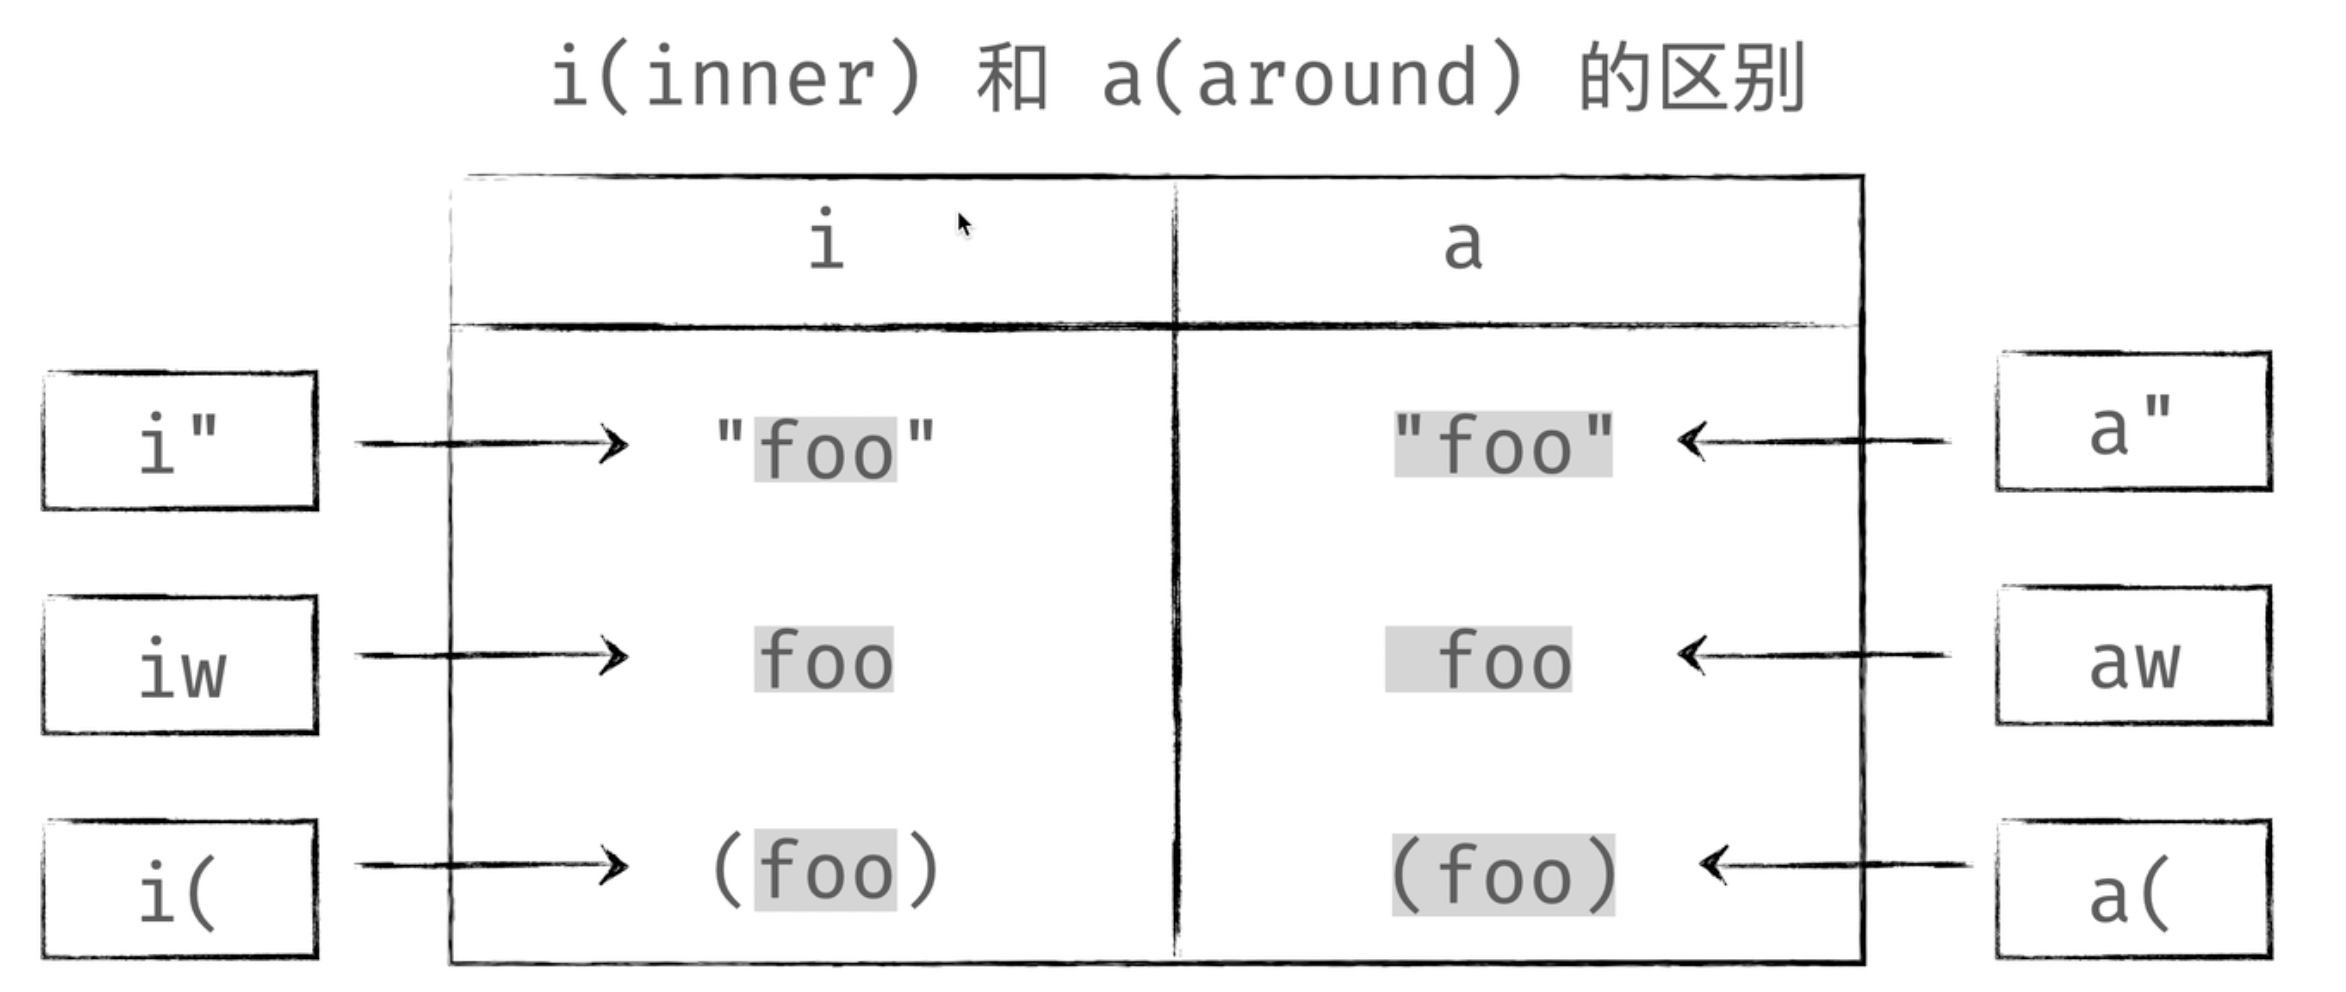 i(inner) 和 a(around) 的区别
i a
i" "foo" "foo" a"
iw foo foo aw
i( (foo) (foo) a(